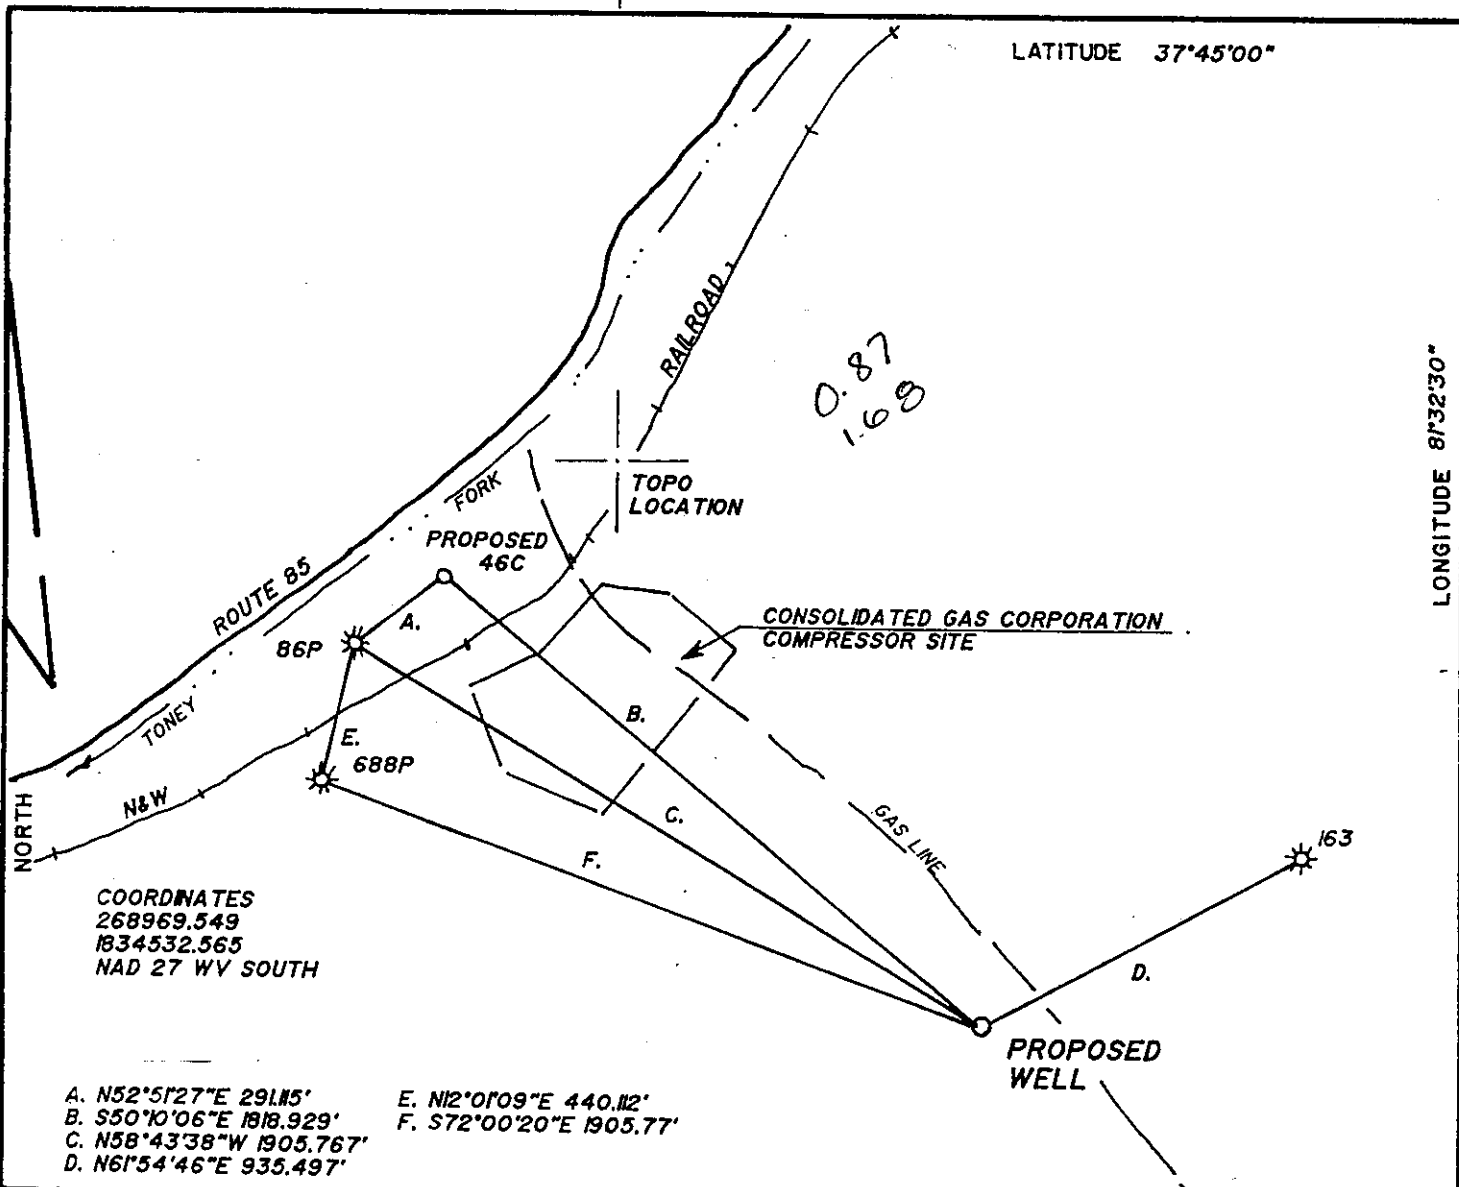 LATITUDE 37°45'00"
LONGITUDE 81°32'30"
RAILROAD
0.87
1.68
TOPO
LOCATION
FORK
PROPOSED
46C
ROUTE 85
A.
86P
CONSOLIDATED GAS CORPORATION
COMPRESSOR SITE
TONEY
B.
E.
688P
N&W
C.
GAS LINE
NORTH
F.
163
COORDINATES
268969.549
1834532.565
NAD 27 WV SOUTH
D.
PROPOSED
WELL
A. N52°51'27"E 291.115'
B. S50°10'06"E 1818.929'
C. N58°43'38"W 1905.767'
D. N61°54'46"E 935.497'
E. N12°01'09"E 440.112'
F. S72°00'20"E 1905.77'